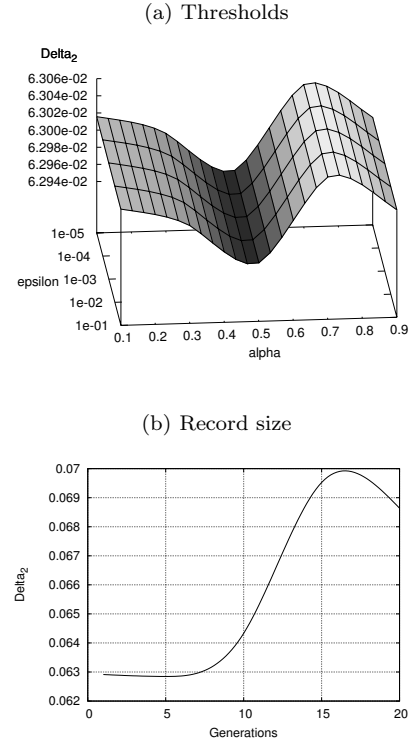 (a) Thresholds
Delta2
6.306e-02
6.304e-02
6.302e-02
6.300e-02
6.298e-02
6.296e-02
6.294e-02
1e-05
1e-04
epsilon 1e-03
1e-02
1e-01
0.1 0.2 0.3 0.4 0.5 0.6 0.7 0.8 0.9
alpha
(b) Record size
0.07
0.069
0.068
0.067
Delta2
0.066
0.065
0.064
0.063
0.062
0 5 10 15 20
Generations